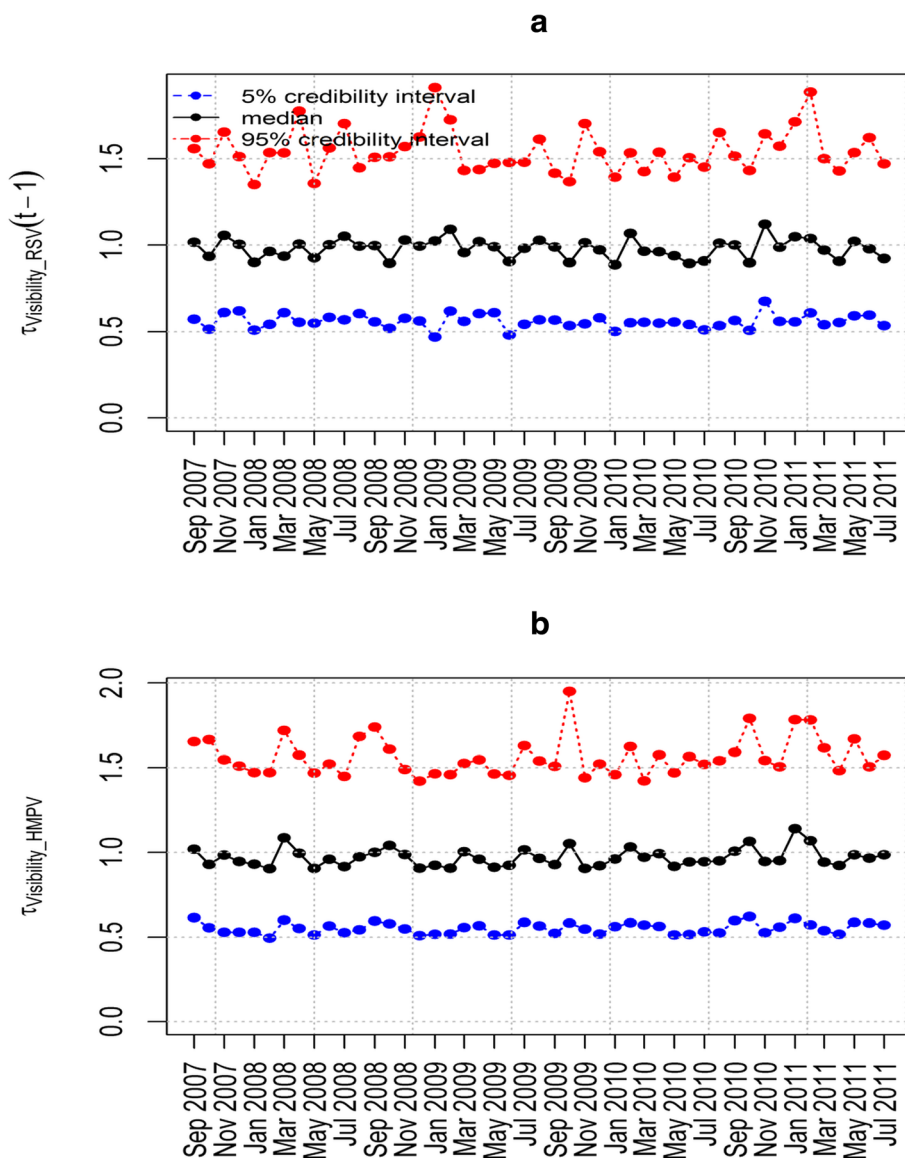 a
5% credibility interval
median
95% credibility interval
τVisibility_RSV(t−1)
0.0
0.5
1.0
1.5
Sep 2007
Nov 2007
Jan 2008
Mar 2008
May 2008
Jul 2008
Sep 2008
Nov 2008
Jan 2009
Mar 2009
May 2009
Jul 2009
Sep 2009
Nov 2009
Jan 2010
Mar 2010
May 2010
Jul 2010
Sep 2010
Nov 2010
Jan 2011
Mar 2011
May 2011
Jul 2011
b
τVisibility_HMPV
0.0
0.5
1.0
1.5
2.0
Sep 2007
Nov 2007
Jan 2008
Mar 2008
May 2008
Jul 2008
Sep 2008
Nov 2008
Jan 2009
Mar 2009
May 2009
Jul 2009
Sep 2009
Nov 2009
Jan 2010
Mar 2010
May 2010
Jul 2010
Sep 2010
Nov 2010
Jan 2011
Mar 2011
May 2011
Jul 2011